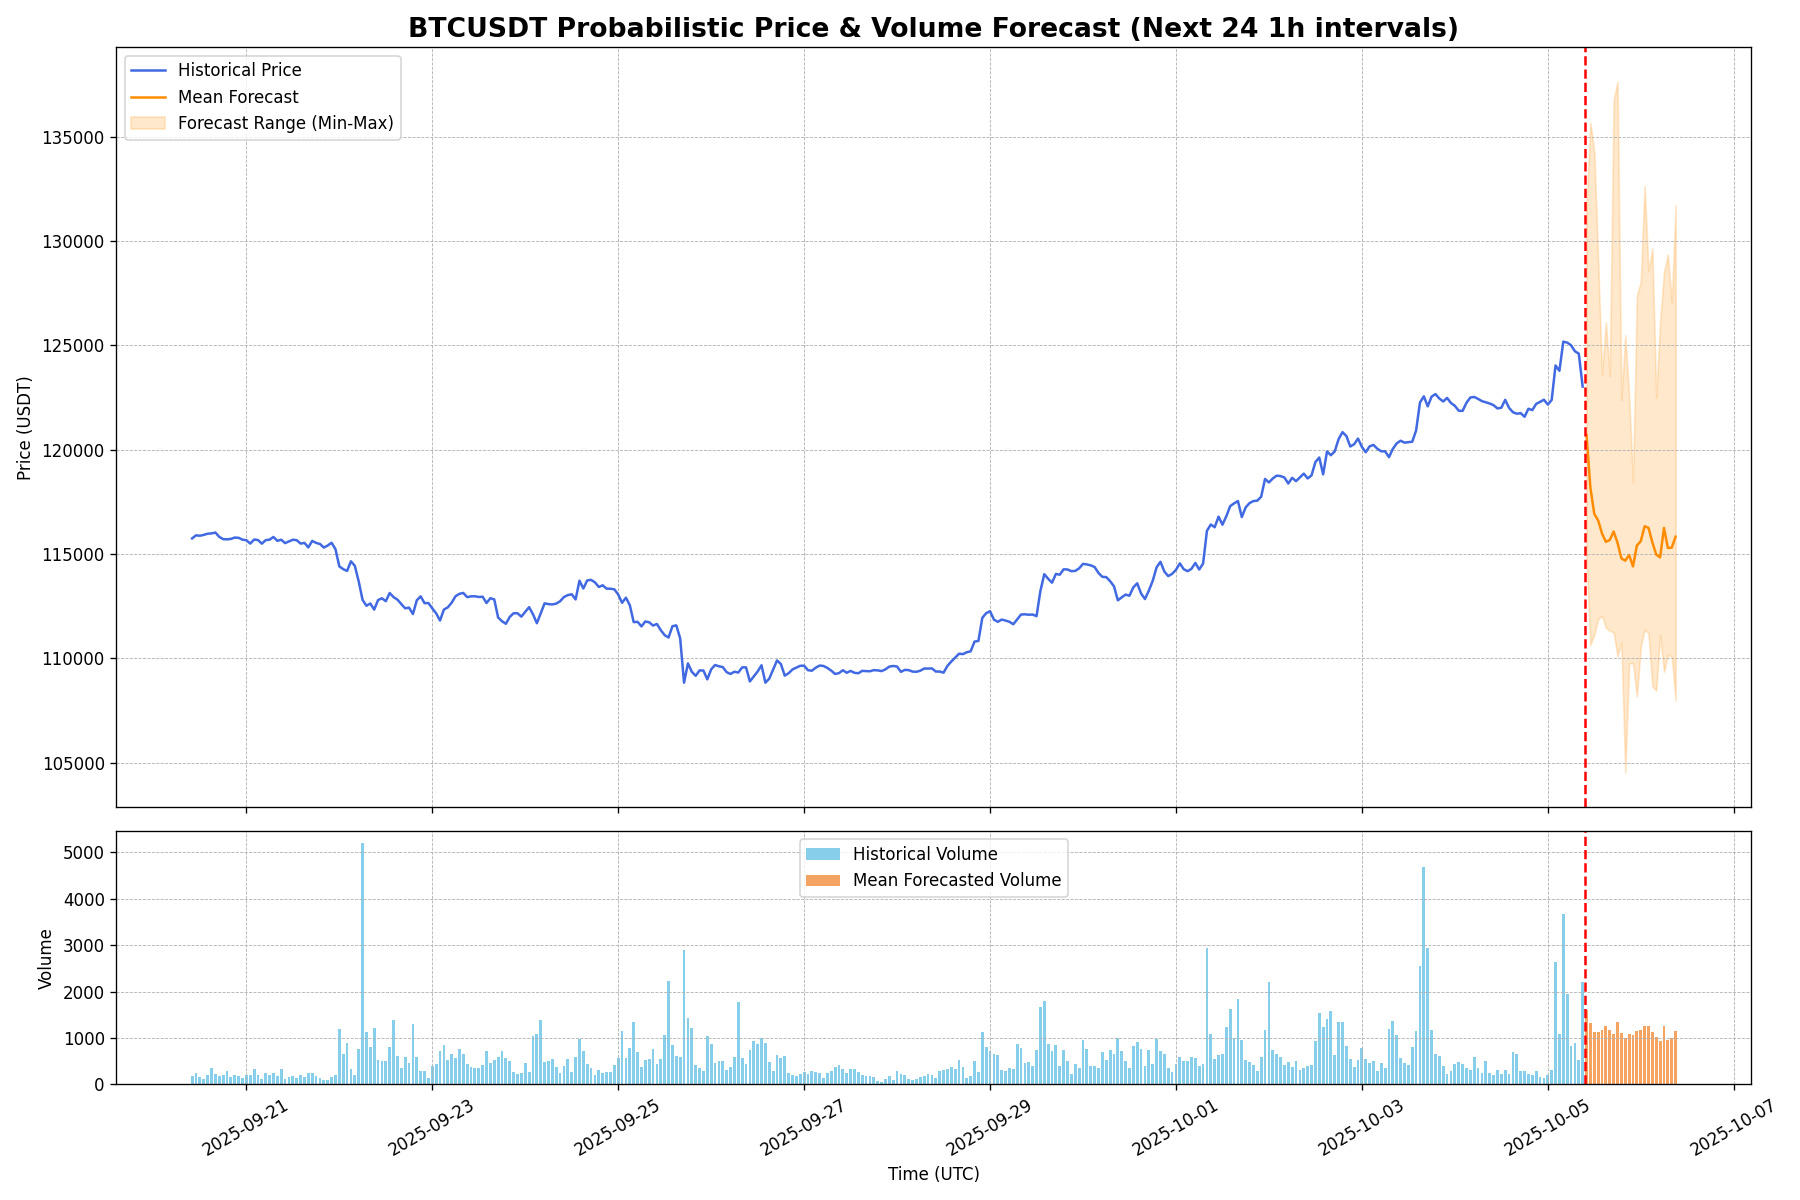 BTCUSDT Probabilistic Price & Volume Forecast (Next 24 1h intervals)
Historical Price
Mean Forecast
Forecast Range (Min-Max)
Price (USDT)
135000
130000
125000
120000
115000
110000
105000
Historical Volume
Mean Forecasted Volume
Volume
5000
4000
3000
2000
1000
0
2025-09-21
2025-09-23
2025-09-25
2025-09-27
2025-09-29
2025-10-01
2025-10-03
2025-10-05
2025-10-07
Time (UTC)